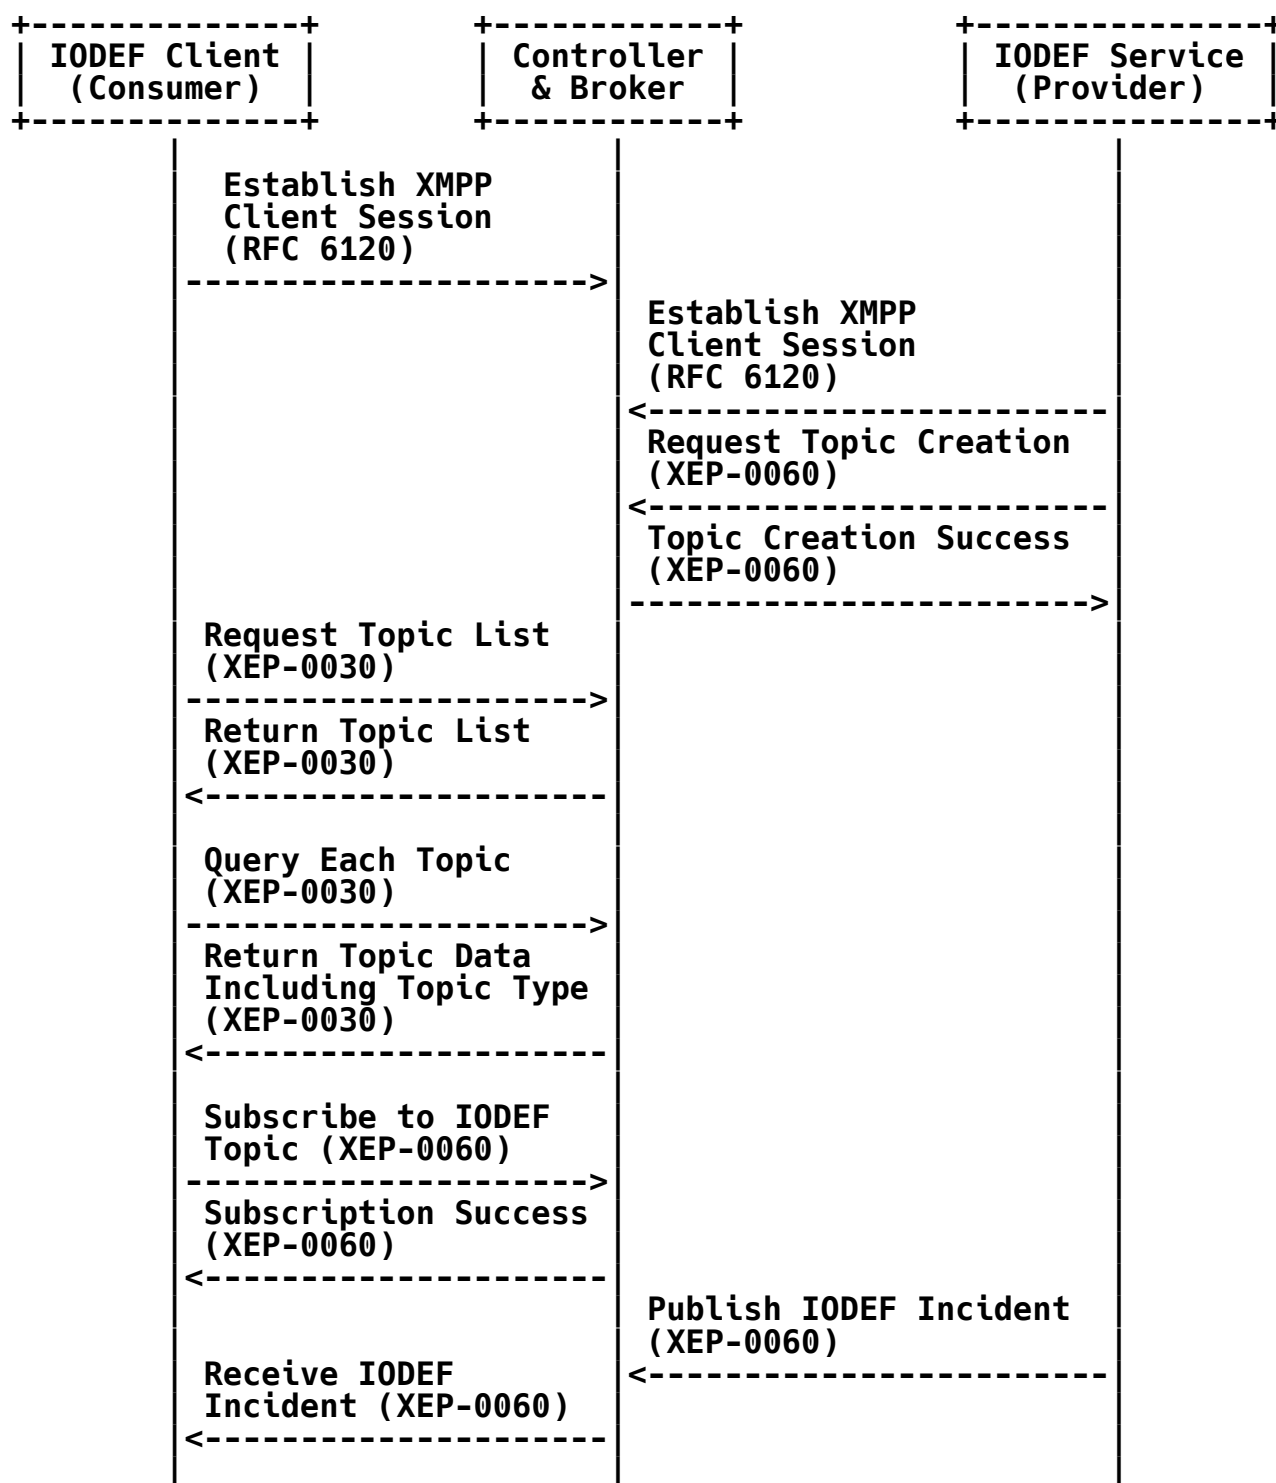 IODEF Client Controller IODEF Service
(Consumer) & Broker (Provider)
Establish XMPP
Client Session
(RFC 6120)
Establish XMPP
Client Session
(RFC 6120)
Request Topic Creation
(XEP-0060)
Topic Creation Success
(XEP-0060)
Request Topic List
(XEP-0030)
Return Topic List
(XEP-0030)
Query Each Topic
(XEP-0030)
Return Topic Data
Including Topic Type
(XEP-0030)
Subscribe to IODEF
Topic (XEP-0060)
Subscription Success
(XEP-0060)
Publish IODEF Incident
(XEP-0060)
Receive IODEF
Incident (XEP-0060)